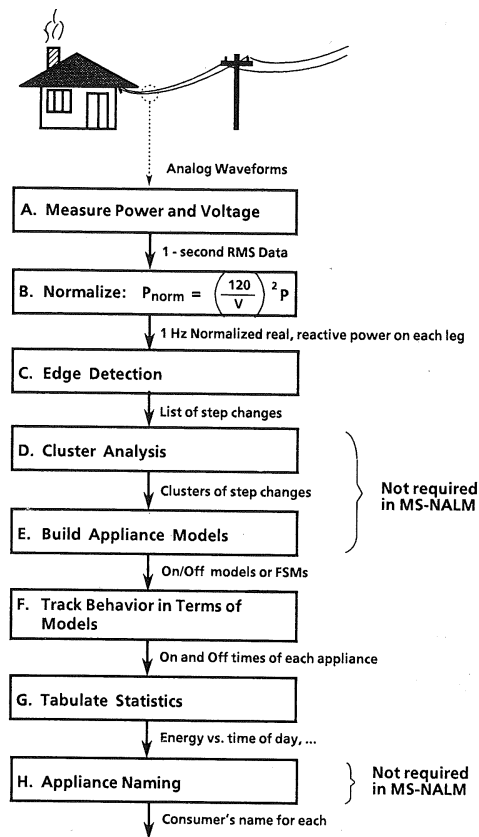 Analog Waveforms
A. Measure Power and Voltage
1 - second RMS Data
B. Normalize: Pnorm = (120/V)²P
1 Hz Normalized real, reactive power on each leg
C. Edge Detection
List of step changes
D. Cluster Analysis
Clusters of step changes
Not required
in MS-NALM
E. Build Appliance Models
On/Off models or FSMs
F. Track Behavior in Terms of
Models
On and Off times of each appliance
G. Tabulate Statistics
Energy vs. time of day, ...
H. Appliance Naming
Not required
in MS-NALM
Consumer's name for each